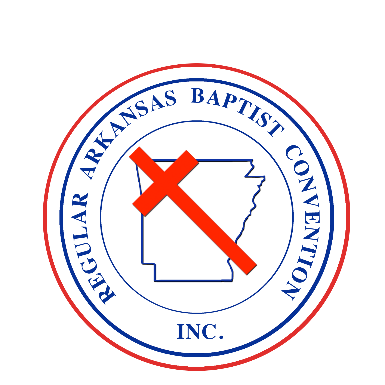 REGULAR ARKANSAS BAPTIST CONVENTION
INC.